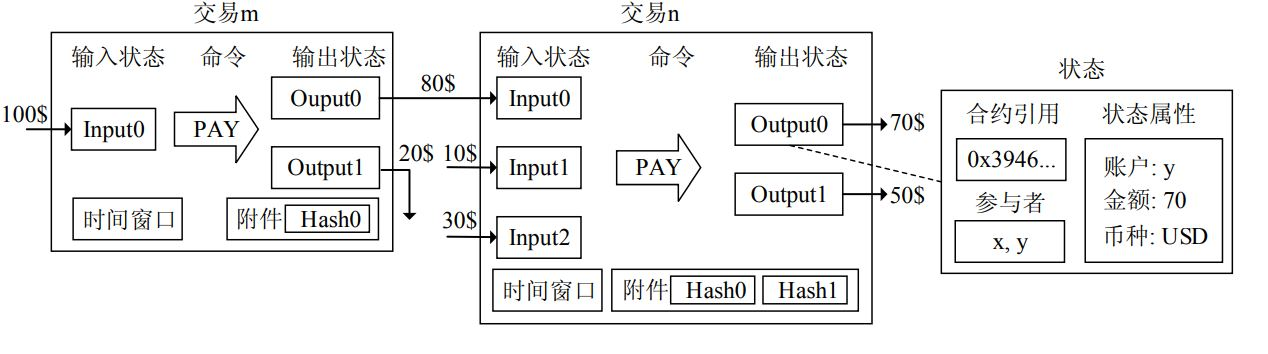 交易m
输入状态 命令 输出状态
100$
Input0
PAY
Ouput0
Output1
80$
20$
时间窗口
附件 Hash0
交易n
输入状态 命令 输出状态
Input0
10$
Input1
30$
Input2
PAY
Output0
70$
Output1
50$
时间窗口
附件 Hash0 Hash1
状态
合约引用
0x3946...
参与者
x, y
状态属性
账户: y
金额: 70
币种: USD